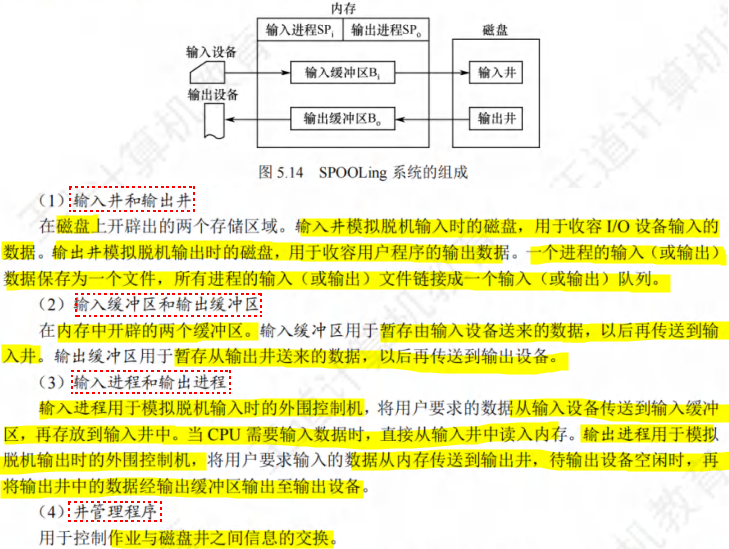 内存
输入进程SPi 输出进程SPo
磁盘
输入设备
输入缓冲区Bi
输入井
输出设备
输出缓冲区Bo
输出井
图 5.14 SPOOLing 系统的组成
（1）输入井和输出井
在磁盘上开辟出的两个存储区域。输入井模拟脱机输入时的磁盘，用于收容 I/O 设备输入的
数据。输出井模拟脱机输出时的磁盘，用于收容用户程序的输出数据。一个进程的输入（或输出）
数据保存为一个文件，所有进程的输入（或输出）文件链接成一个输入（或输出）队列。
（2）输入缓冲区和输出缓冲区
在内存中开辟的两个缓冲区。输入缓冲区用于暂存由输入设备送来的数据，以后再传送到输
入井。输出缓冲区用于暂存从输出井送来的数据，以后再传送到输出设备。
（3）输入进程和输出进程
输入进程用于模拟脱机输入时的外围控制机，将用户要求的数据从输入设备传送到输入缓冲
区，再存放到输入井中。当 CPU 需要输入数据时，直接从输入井中读入内存。输出进程用于模拟
脱机输出时的外围控制机，将用户要求输入的数据从内存传送到输出井，待输出设备空闲时，再
将输出井中的数据经输出缓冲区输出至输出设备。
（4）井管理程序
用于控制作业与磁盘井之间信息的交换。